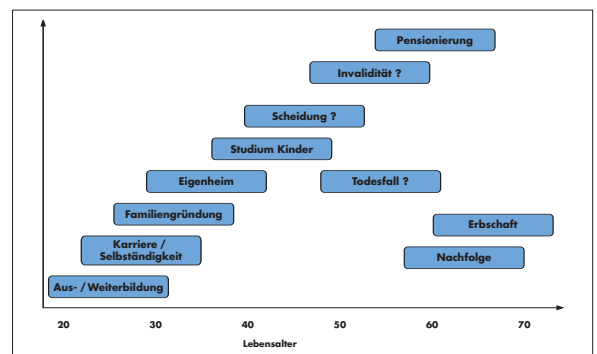 Pensionierung
Invalidität ?
Scheidung ?
Studium Kinder
Eigenheim
Todesfall ?
Familiengründung
Erbschaft
Karriere /
Selbständigkeit
Nachfolge
Aus- / Weiterbildung
20 30 40 50 60 70
Lebensalter